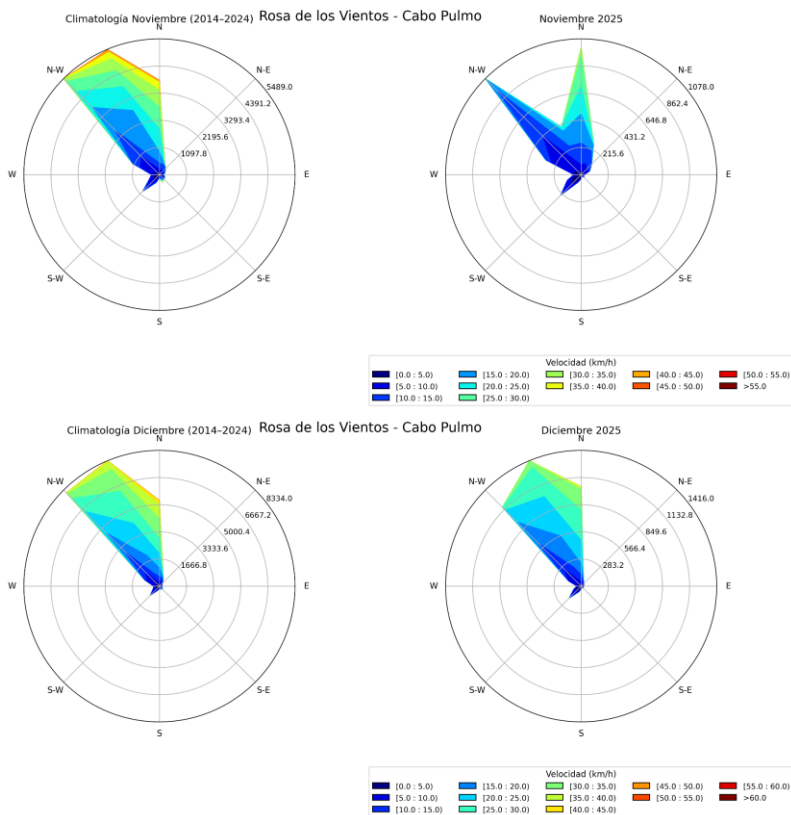 Climatología Noviembre (2014–2024) Rosa de los Vientos - Cabo Pulmo Noviembre 2025
N N
N-W N-E N-W N-E
5489.0 1078.0
4391.2 862.4
3293.4 646.8
2195.6 431.2
1097.8 215.6
W E W E
S-W S-E S-W S-E
S S
Velocidad (km/h)
[0.0 : 5.0) [15.0 : 20.0) [30.0 : 35.0) [40.0 : 45.0) [50.0 : 55.0)
[5.0 : 10.0) [20.0 : 25.0) [35.0 : 40.0) [45.0 : 50.0) >55.0
[10.0 : 15.0) [25.0 : 30.0)
Climatología Diciembre (2014–2024) Rosa de los Vientos - Cabo Pulmo Diciembre 2025
N N
N-W N-E N-W N-E
8334.0 1416.0
6667.2 1132.8
5000.4 849.6
3333.6 566.4
1666.8 283.2
W E W E
S-W S-E S-W S-E
S S
Velocidad (km/h)
[0.0 : 5.0) [15.0 : 20.0) [30.0 : 35.0) [45.0 : 50.0) [55.0 : 60.0)
[5.0 : 10.0) [20.0 : 25.0) [35.0 : 40.0) [50.0 : 55.0) >60.0
[10.0 : 15.0) [25.0 : 30.0) [40.0 : 45.0)